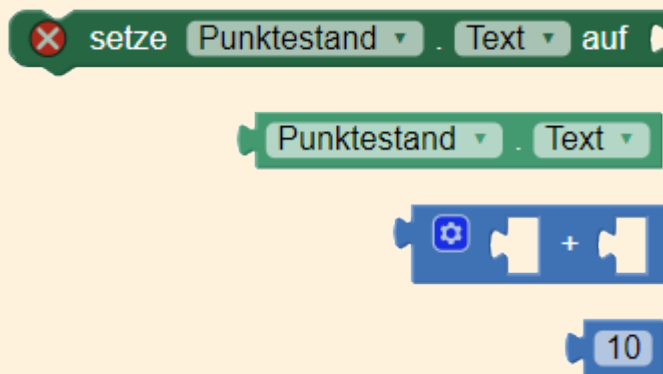 setze Punktestand . Text auf
Punktestand . Text
+
10